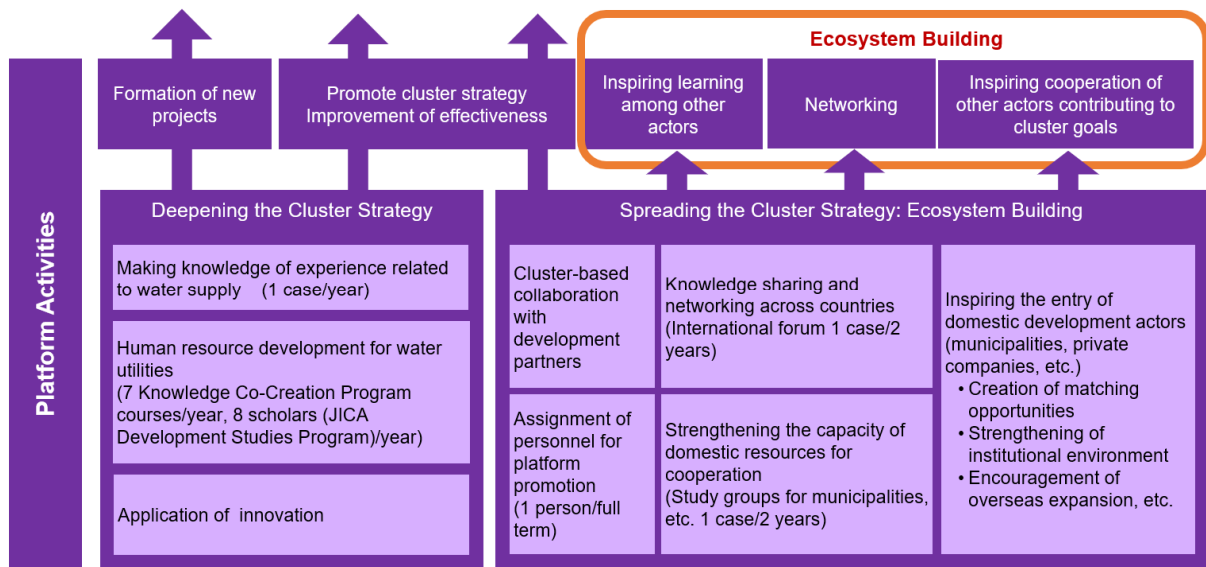 Ecosystem Building
Platform Activities
Formation of new
projects
Promote cluster strategy
Improvement of effectiveness
Inspiring learning
among other
actors
Networking
Inspiring cooperation of
other actors contributing to
cluster goals
Deepening the Cluster Strategy
Making knowledge of experience related
to water supply (1 case/year)
Human resource development for water
utilities
(7 Knowledge Co-Creation Program
courses/year, 8 scholars (JICA
Development Studies Program)/year)
Application of innovation
Spreading the Cluster Strategy: Ecosystem Building
Cluster-based
collaboration
with
development
partners
Knowledge sharing and
networking across countries
(International forum 1 case/2
years)
Assignment of
personnel for
platform
promotion
(1 person/full
term)
Strengthening the capacity of
domestic resources for
cooperation
(Study groups for municipalities,
etc. 1 case/2 years)
Inspiring the entry of
domestic development actors
(municipalities, private
companies, etc.)
• Creation of matching
opportunities
• Strengthening of
institutional environment
• Encouragement of
overseas expansion, etc.